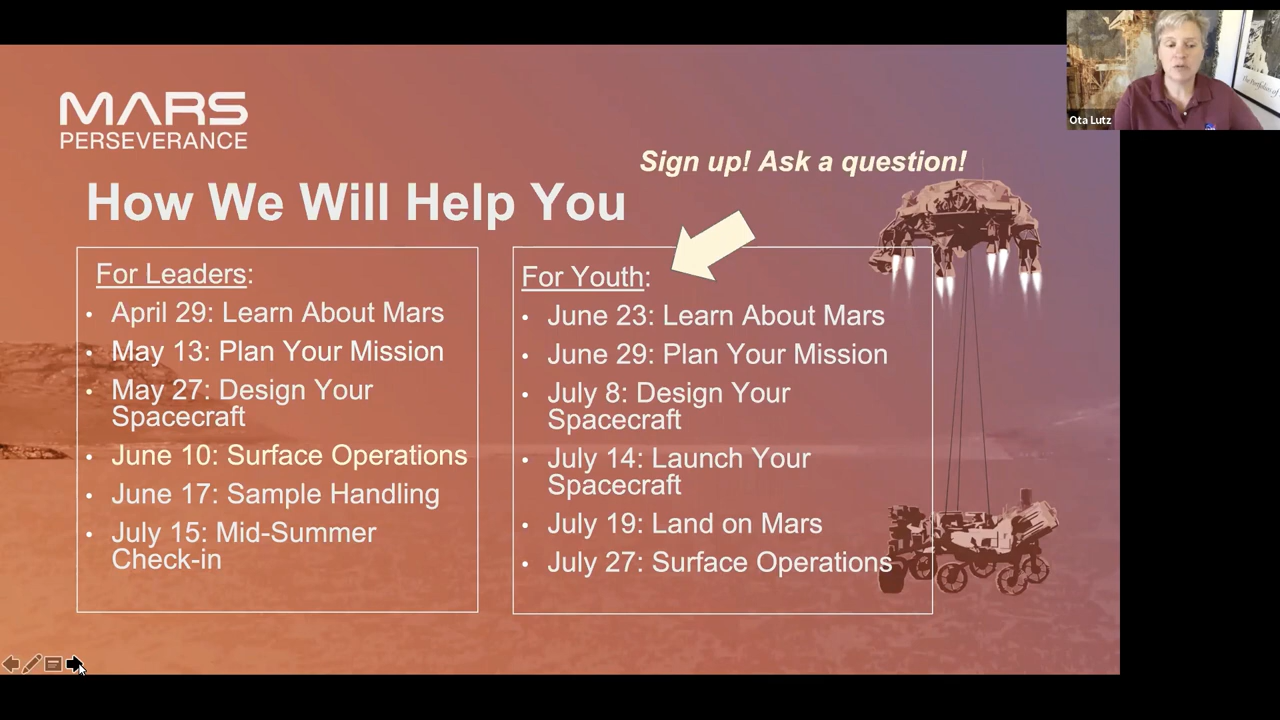 MARS
PERSEVERANCE
Ota Lutz
Sign up! Ask a question!
How We Will Help You
For Leaders:
• April 29: Learn About Mars
• May 13: Plan Your Mission
• May 27: Design Your
Spacecraft
• June 10: Surface Operations
• June 17: Sample Handling
• July 15: Mid-Summer
Check-in
For Youth:
• June 23: Learn About Mars
• June 29: Plan Your Mission
• July 8: Design Your
Spacecraft
• July 14: Launch Your
Spacecraft
• July 19: Land on Mars
• July 27: Surface Operations